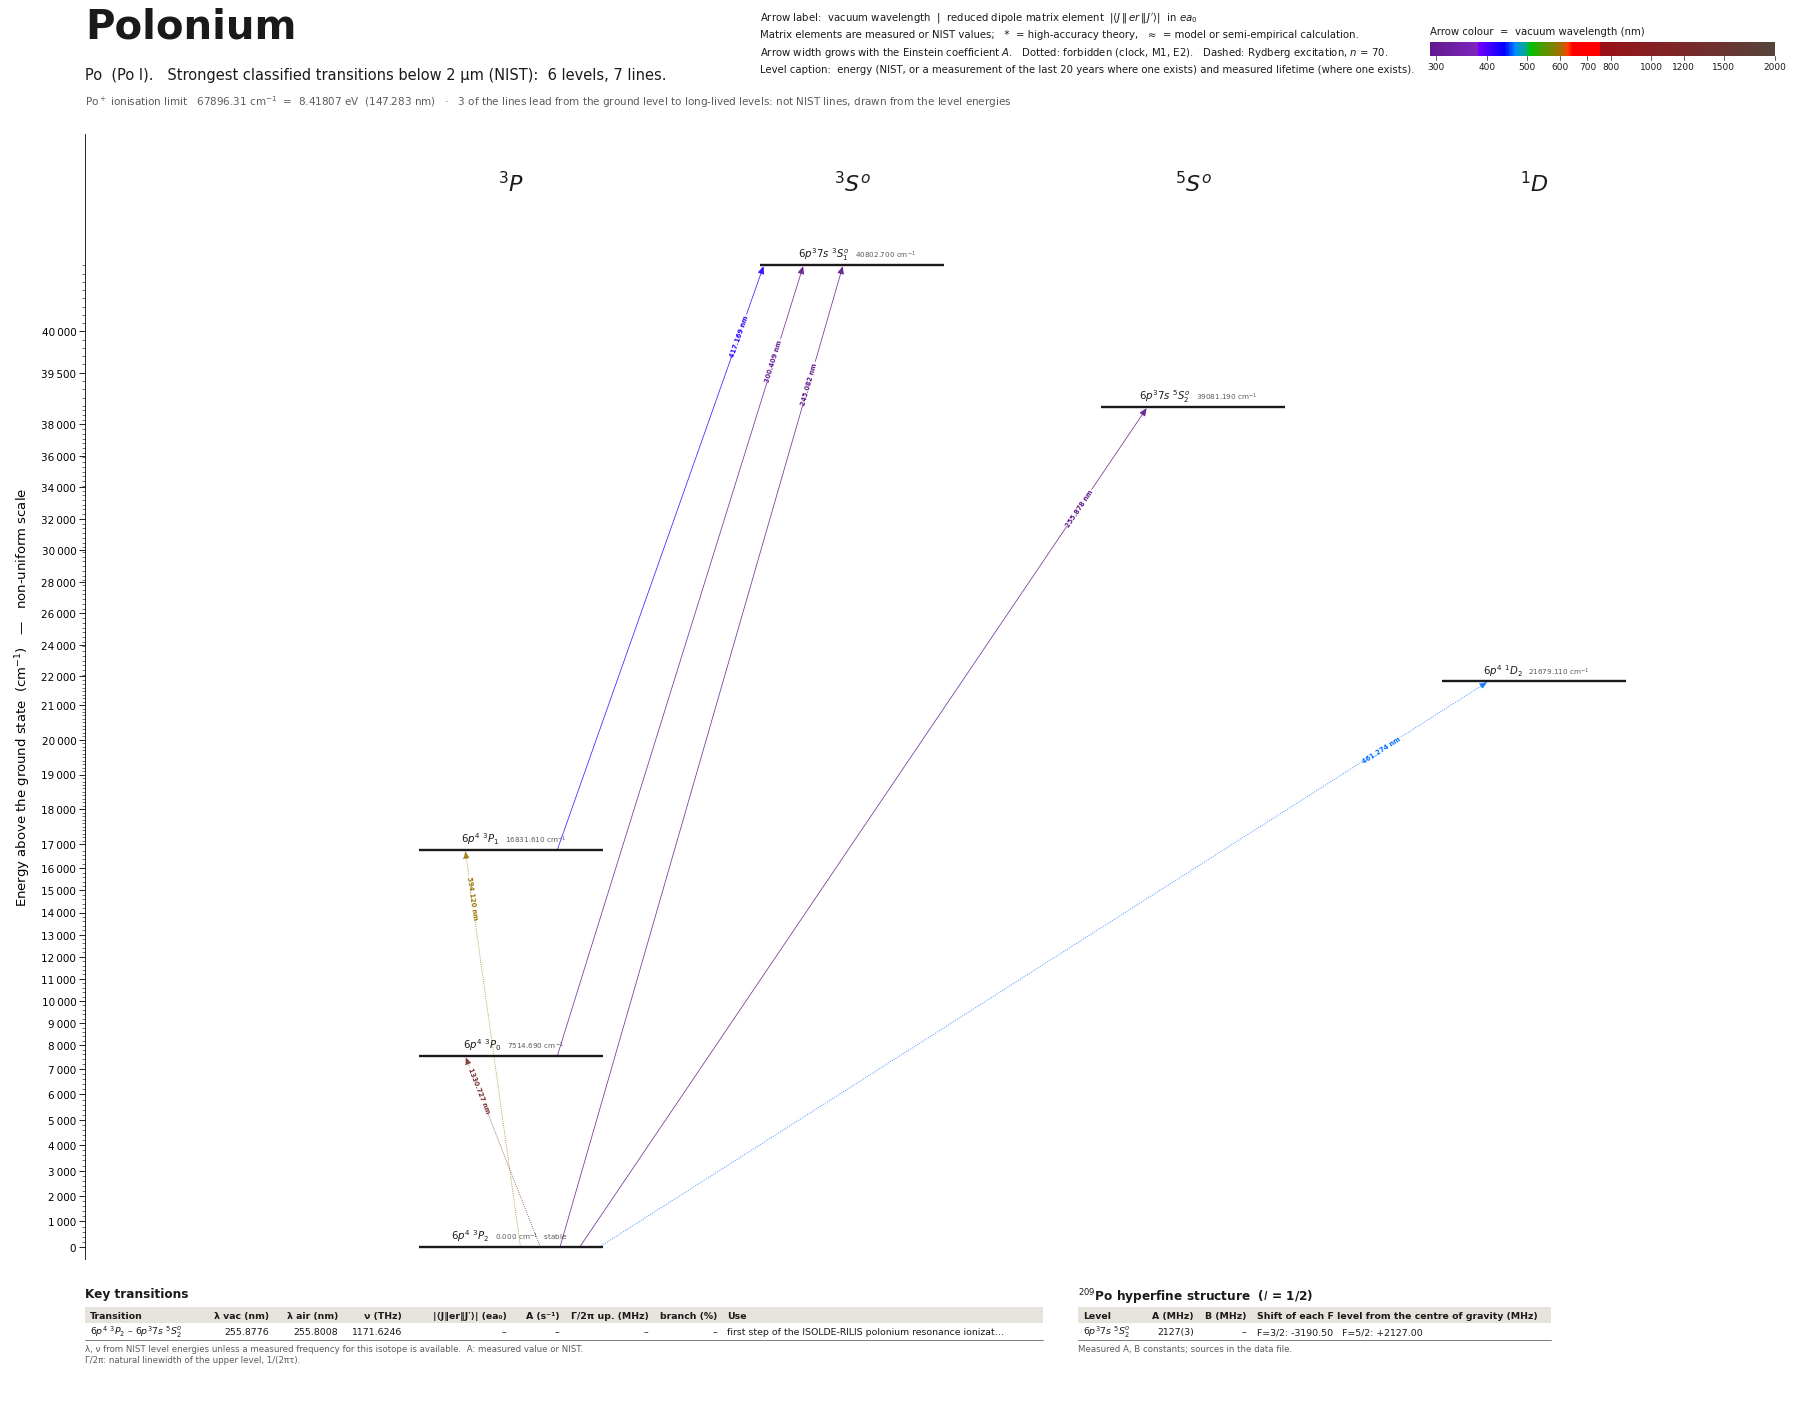 Polonium
Po (Po I).   Strongest classified transitions below 2 µm (NIST):  6 levels, 7 lines.
Po⁺ ionisation limit   67896.31 cm⁻¹  =  8.41807 eV  (147.283 nm)   ·   3 of the lines lead from the ground level to long-lived levels: not NIST lines, drawn from the level energies
Arrow label:  vacuum wavelength  |  reduced dipole matrix element  |⟨J‖er‖J′⟩|  in ea₀
Matrix elements are measured or NIST values;   *  = high-accuracy theory,   ≈  = model or semi-empirical calculation.
Arrow width grows with the Einstein coefficient A.   Dotted: forbidden (clock, M1, E2).   Dashed: Rydberg excitation, n = 70.
Level caption:  energy (NIST, or a measurement of the last 20 years where one exists) and measured lifetime (where one exists).
Arrow colour  =  vacuum wavelength (nm)
300 400 500 600 700 800 1000 1200 1500 2000
³P ³Sᵒ ⁵Sᵒ ¹D
6p³7s ³S₁ᵒ 40802.700 cm⁻¹
417.169 nm
300.409 nm
245.082 nm
6p³7s ⁵S₂ᵒ 39081.190 cm⁻¹
255.878 nm
6p⁴ ¹D₂ 21679.110 cm⁻¹
461.274 nm
6p⁴ ³P₁ 16831.610 cm⁻¹
594.120 nm
6p⁴ ³P₀ 7514.690 cm⁻¹
1330.727 nm
6p⁴ ³P₂ 0.000 cm⁻¹ stable
Energy above the ground state  (cm⁻¹)   —   non-uniform scale
40 000
39 500
38 000
36 000
34 000
32 000
30 000
28 000
26 000
24 000
22 000
21 000
20 000
19 000
18 000
17 000
16 000
15 000
14 000
13 000
12 000
11 000
10 000
9 000
8 000
7 000
6 000
5 000
4 000
3 000
2 000
1 000
0
Key transitions
Transition λ vac (nm) λ air (nm) ν (THz) |⟨J‖er‖J′⟩| (ea₀) A (s⁻¹) Γ/2π up. (MHz) branch (%) Use
6p⁴ ³P₂ – 6p³7s ⁵S₂ᵒ 255.8776 255.8008 1171.6246 – – – – first step of the ISOLDE-RILIS polonium resonance ionizat…
λ, ν from NIST level energies unless a measured frequency for this isotope is available.  A: measured value or NIST.
Γ/2π: natural linewidth of the upper level, 1/(2πτ).
²⁰⁹Po hyperfine structure  (I = 1/2)
Level A (MHz) B (MHz) Shift of each F level from the centre of gravity (MHz)
6p³7s ⁵S₂ᵒ 2127(3) – F=3/2: -3190.50   F=5/2: +2127.00
Measured A, B constants; sources in the data file.